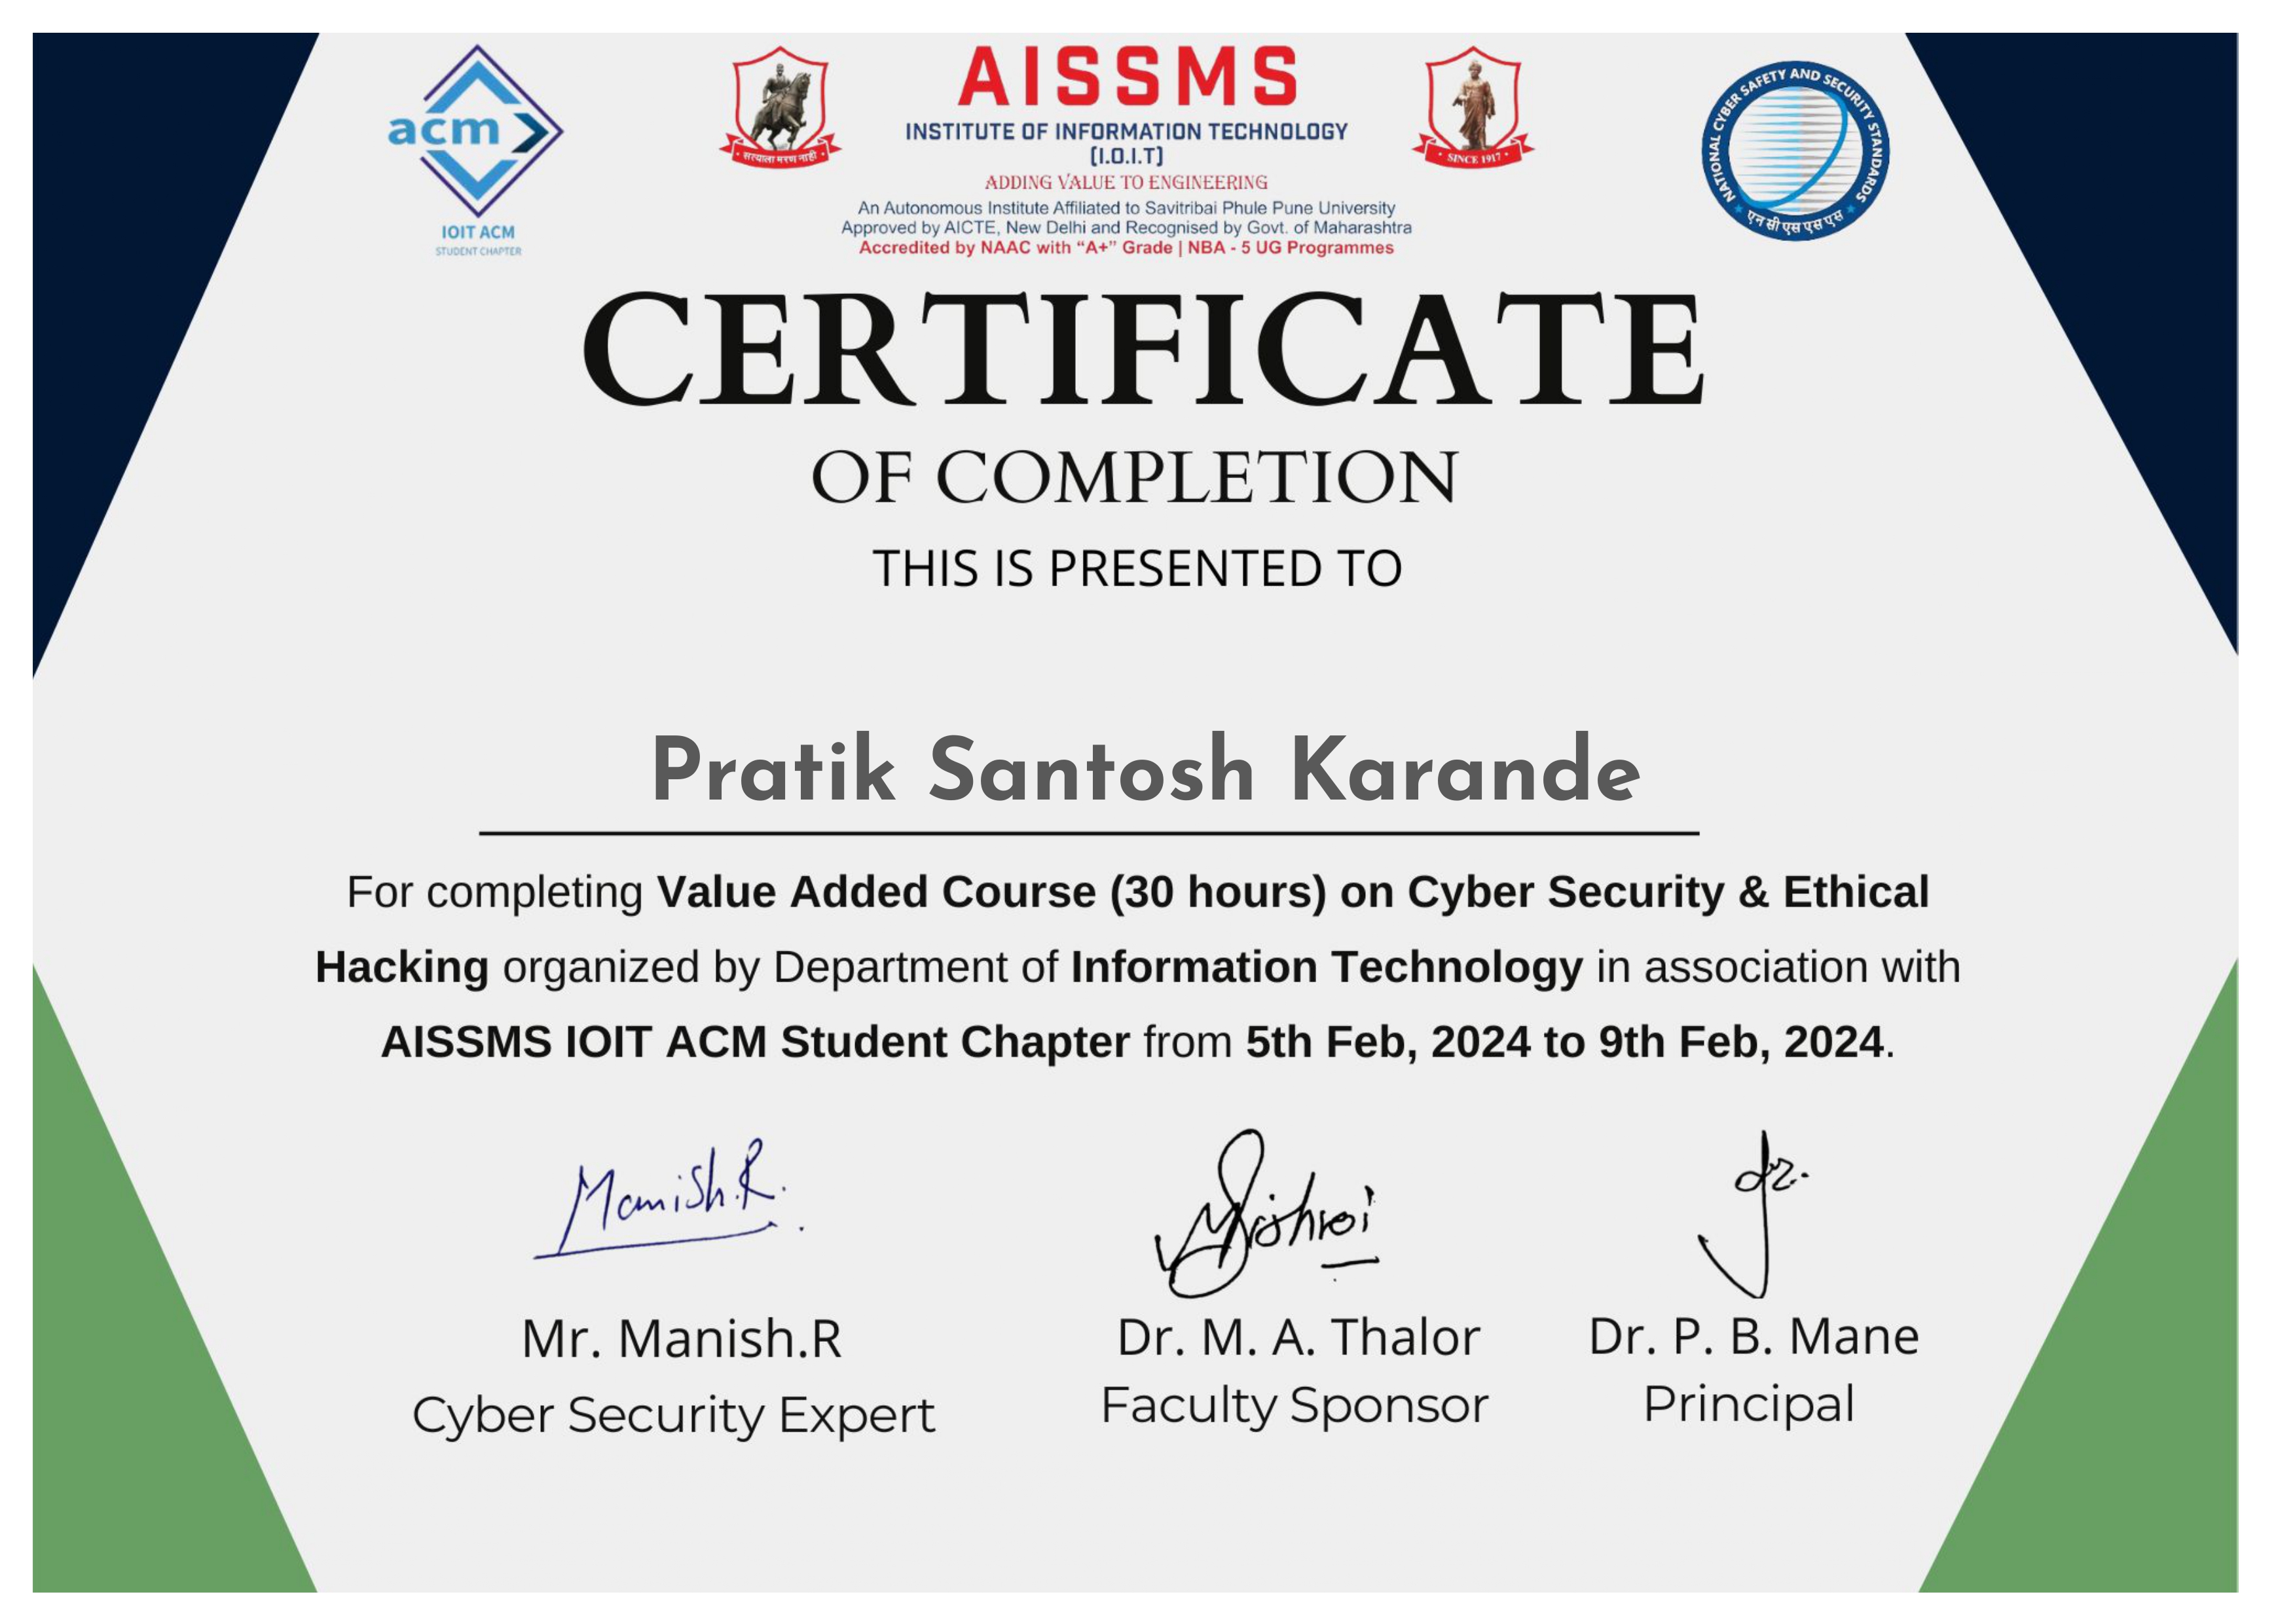 acm
IOIT ACM
STUDENT CHAPTER
सत्याला मरण नाही
AISSMS
INSTITUTE OF INFORMATION TECHNOLOGY
(I.O.I.T)
ADDING VALUE TO ENGINEERING
An Autonomous Institute Affiliated to Savitribai Phule Pune University
Approved by AICTE, New Delhi and Recognised by Govt. of Maharashtra
Accredited by NAAC with “A+” Grade | NBA - 5 UG Programmes
• SINCE 1917 •
NATIONAL CYBER SAFETY AND SECURITY STANDARDS
एनसीएसएसएस
CERTIFICATE
OF COMPLETION
THIS IS PRESENTED TO
Pratik Santosh Karande
For completing Value Added Course (30 hours) on Cyber Security & Ethical
Hacking organized by Department of Information Technology in association with
AISSMS IOIT ACM Student Chapter from 5th Feb, 2024 to 9th Feb, 2024.
Manish.R.
Mr. Manish.R
Dr. M. A. Thalor
Dr. P. B. Mane
Cyber Security Expert
Faculty Sponsor
Principal